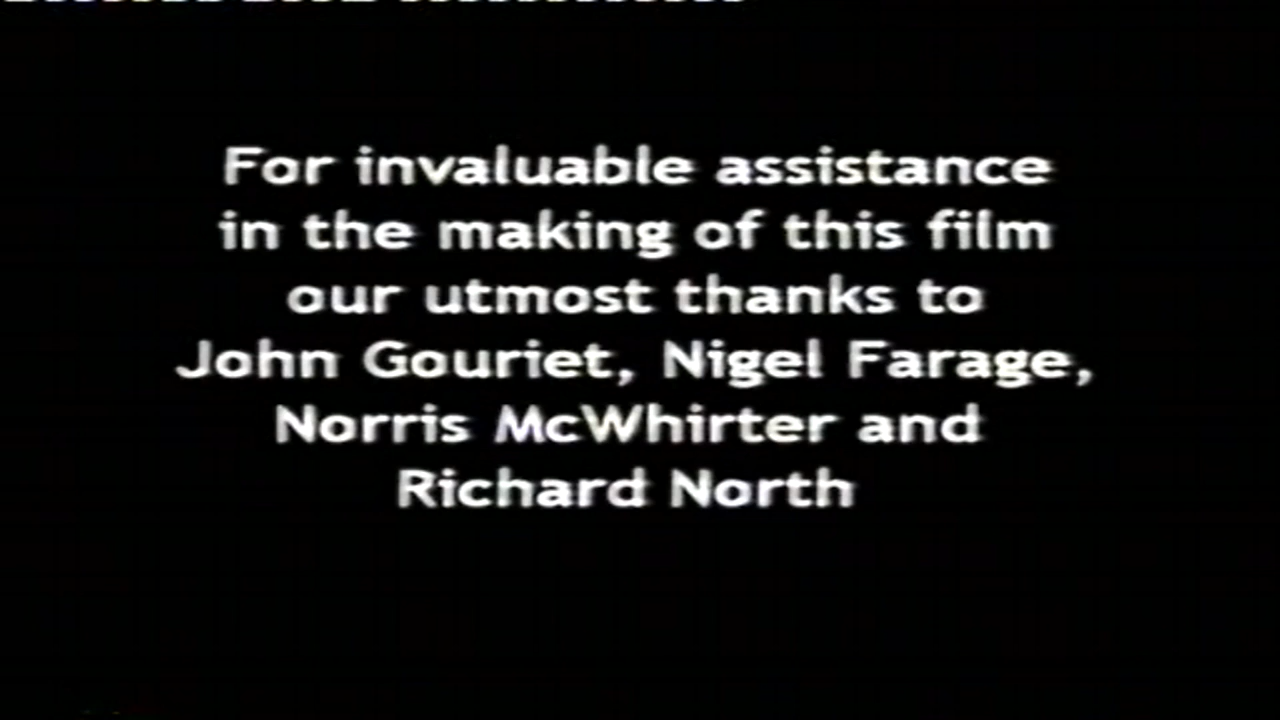 For invaluable assistance
in the making of this film
our utmost thanks to
John Gouriet, Nigel Farage,
Norris McWhirter and
Richard North